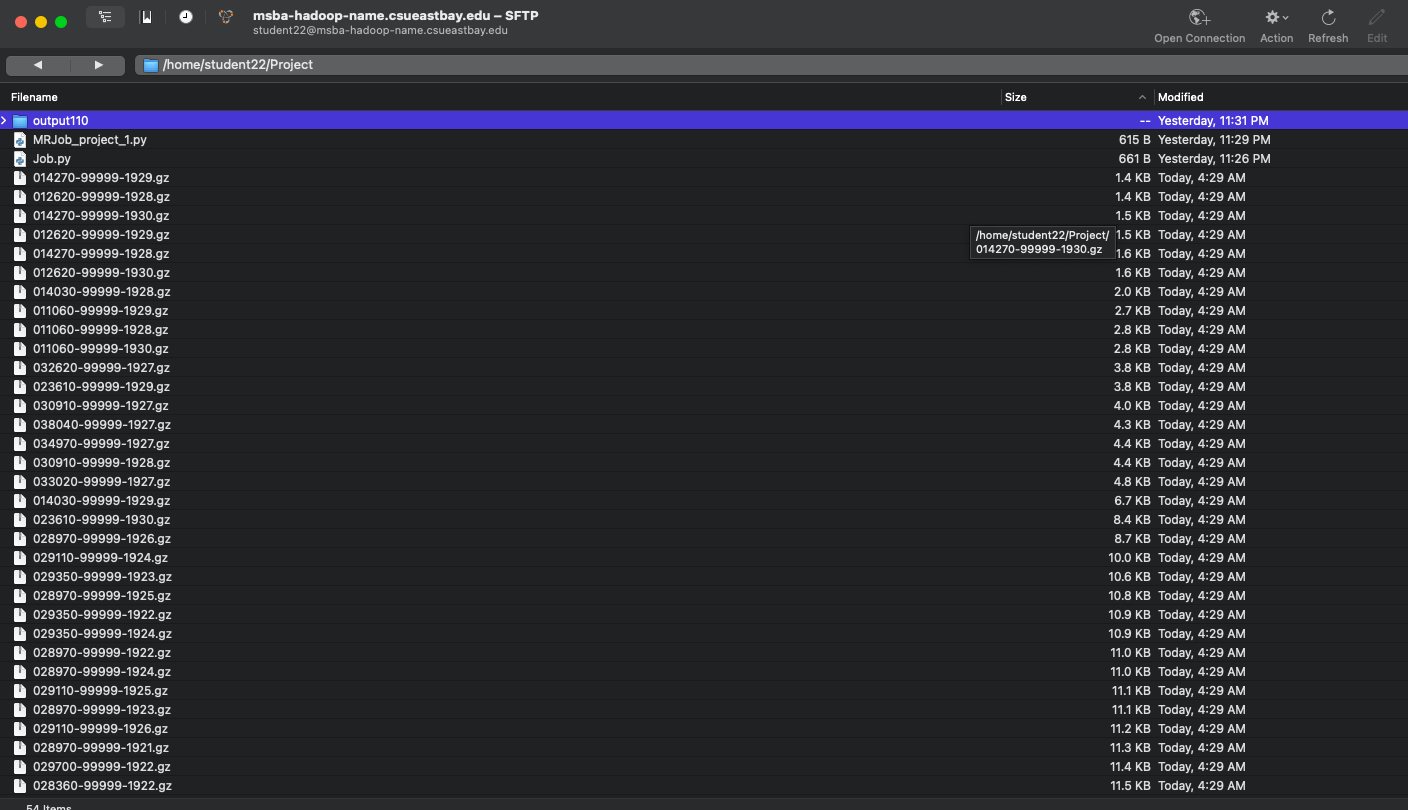 msba-hadoop-name.csueastbay.edu – SFTP
student22@msba-hadoop-name.csueastbay.edu
Open Connection Action Refresh Edit
/home/student22/Project
Filename Size Modified
output110 -- Yesterday, 11:31 PM
MRJob_project_1.py 615 B Yesterday, 11:29 PM
Job.py 661 B Yesterday, 11:26 PM
014270-99999-1929.gz 1.4 KB Today, 4:29 AM
012620-99999-1928.gz 1.4 KB Today, 4:29 AM
014270-99999-1930.gz 1.5 KB Today, 4:29 AM
012620-99999-1929.gz 1.5 KB Today, 4:29 AM
/home/student22/Project/
014270-99999-1930.gz
014270-99999-1928.gz 1.6 KB Today, 4:29 AM
012620-99999-1930.gz 1.6 KB Today, 4:29 AM
014030-99999-1928.gz 2.0 KB Today, 4:29 AM
011060-99999-1929.gz 2.7 KB Today, 4:29 AM
011060-99999-1928.gz 2.8 KB Today, 4:29 AM
011060-99999-1930.gz 2.8 KB Today, 4:29 AM
032620-99999-1927.gz 3.8 KB Today, 4:29 AM
023610-99999-1929.gz 3.8 KB Today, 4:29 AM
030910-99999-1927.gz 4.0 KB Today, 4:29 AM
038040-99999-1927.gz 4.3 KB Today, 4:29 AM
034970-99999-1927.gz 4.4 KB Today, 4:29 AM
030910-99999-1928.gz 4.4 KB Today, 4:29 AM
033020-99999-1927.gz 4.8 KB Today, 4:29 AM
014030-99999-1929.gz 6.7 KB Today, 4:29 AM
023610-99999-1930.gz 8.4 KB Today, 4:29 AM
028970-99999-1926.gz 8.7 KB Today, 4:29 AM
029110-99999-1924.gz 10.0 KB Today, 4:29 AM
029350-99999-1923.gz 10.6 KB Today, 4:29 AM
028970-99999-1925.gz 10.8 KB Today, 4:29 AM
029350-99999-1922.gz 10.9 KB Today, 4:29 AM
029350-99999-1924.gz 10.9 KB Today, 4:29 AM
028970-99999-1922.gz 11.0 KB Today, 4:29 AM
028970-99999-1924.gz 11.0 KB Today, 4:29 AM
029110-99999-1925.gz 11.1 KB Today, 4:29 AM
028970-99999-1923.gz 11.1 KB Today, 4:29 AM
029110-99999-1926.gz 11.2 KB Today, 4:29 AM
028970-99999-1921.gz 11.3 KB Today, 4:29 AM
029700-99999-1922.gz 11.4 KB Today, 4:29 AM
028360-99999-1922.gz 11.5 KB Today, 4:29 AM
54 Items